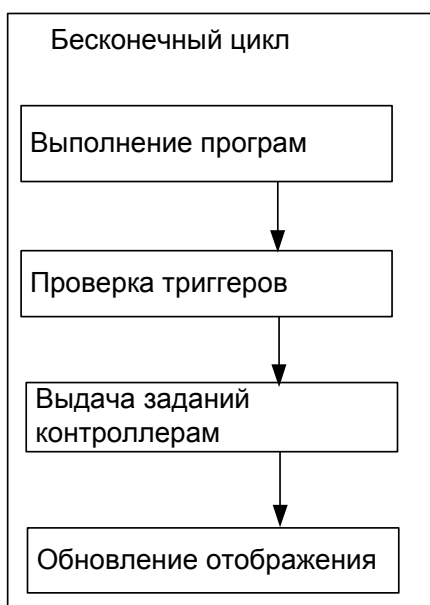 Бесконечный цикл
Выполнение програм
Проверка триггеров
Выдача заданий
контроллерам
Обновление отображения